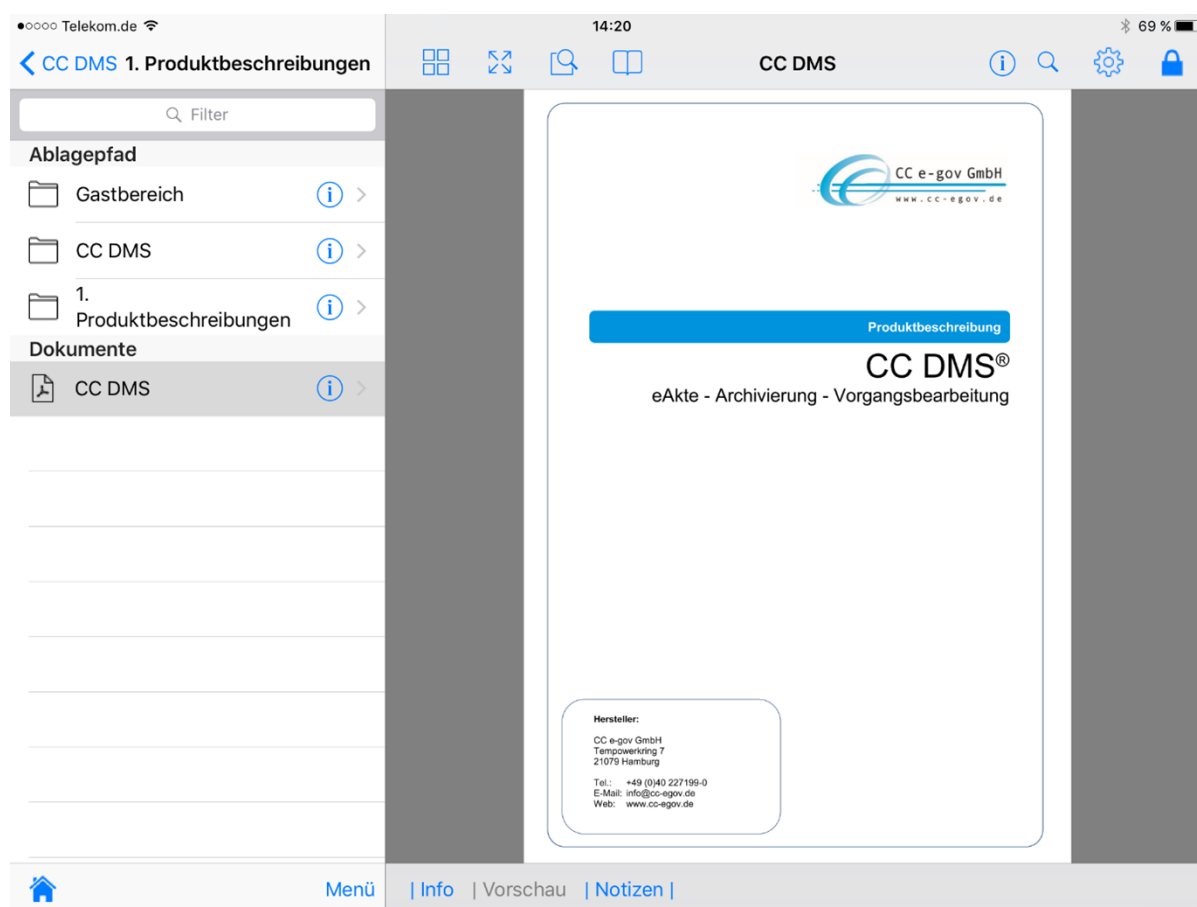 Telekom.de
14:20
69 %
CC DMS 1. Produktbeschreibungen
CC DMS
Filter
Ablagepfad
Gastbereich
CC DMS
1.
Produktbeschreibungen
Dokumente
CC DMS
CC e-gov GmbH
www.cc-egov.de
Produktbeschreibung
CC DMS®
eAkte - Archivierung - Vorgangsbearbeitung
Hersteller:
CC e-gov GmbH
Tempowerkring 7
21079 Hamburg
Tel.: +49 (0)40 227199-0
E-Mail: info@cc-egov.de
Web: www.cc-egov.de
Menü
| Info | Vorschau | Notizen |